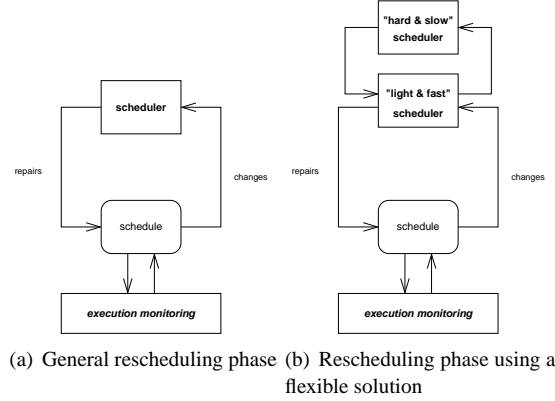 scheduler
repairs
changes
schedule
execution monitoring
(a) General rescheduling phase
"hard & slow"
scheduler
"light & fast"
scheduler
repairs
changes
schedule
execution monitoring
(b) Rescheduling phase using a
flexible solution